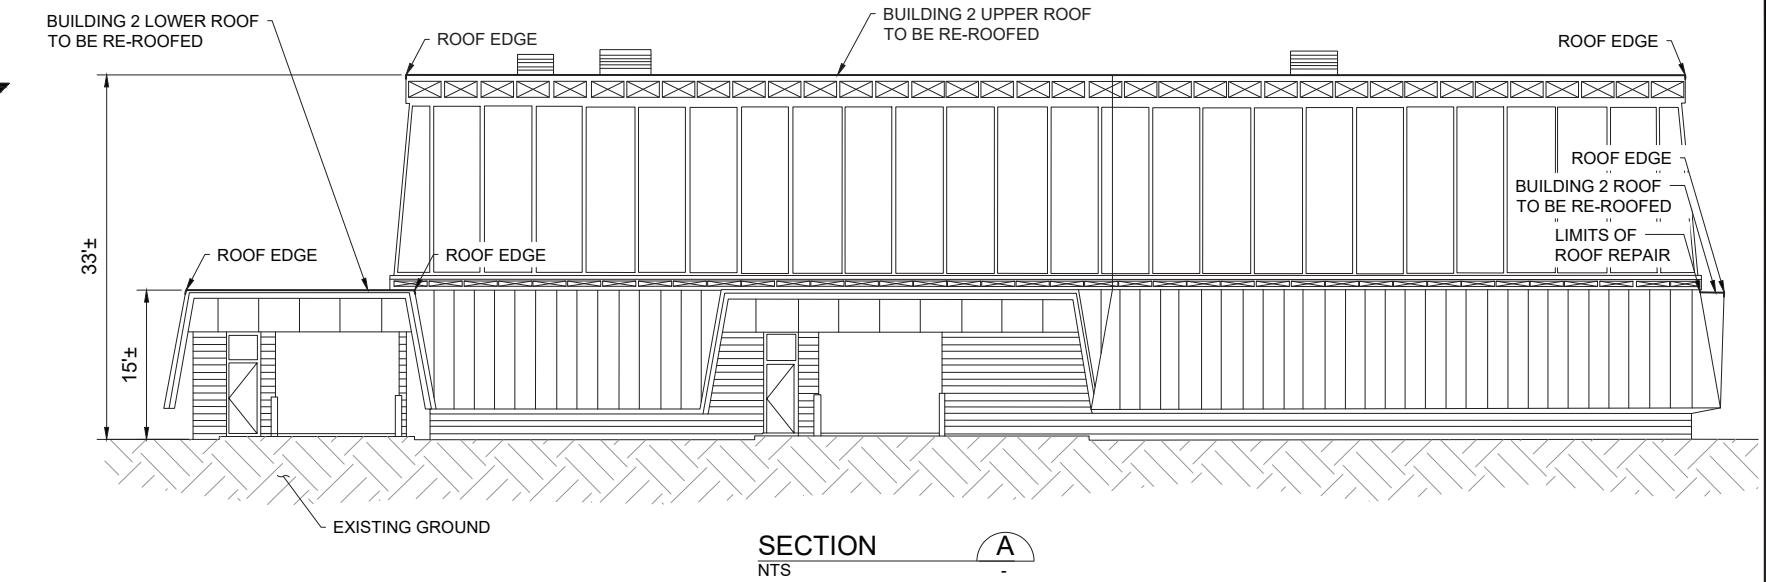 BUILDING 2 LOWER ROOF
TO BE RE-ROOFED
ROOF EDGE
BUILDING 2 UPPER ROOF
TO BE RE-ROOFED
ROOF EDGE
ROOF EDGE
BUILDING 2 ROOF
TO BE RE-ROOFED
LIMITS OF
ROOF REPAIR
33'±
ROOF EDGE
ROOF EDGE
15'±
EXISTING GROUND
SECTION
A
NTS
-